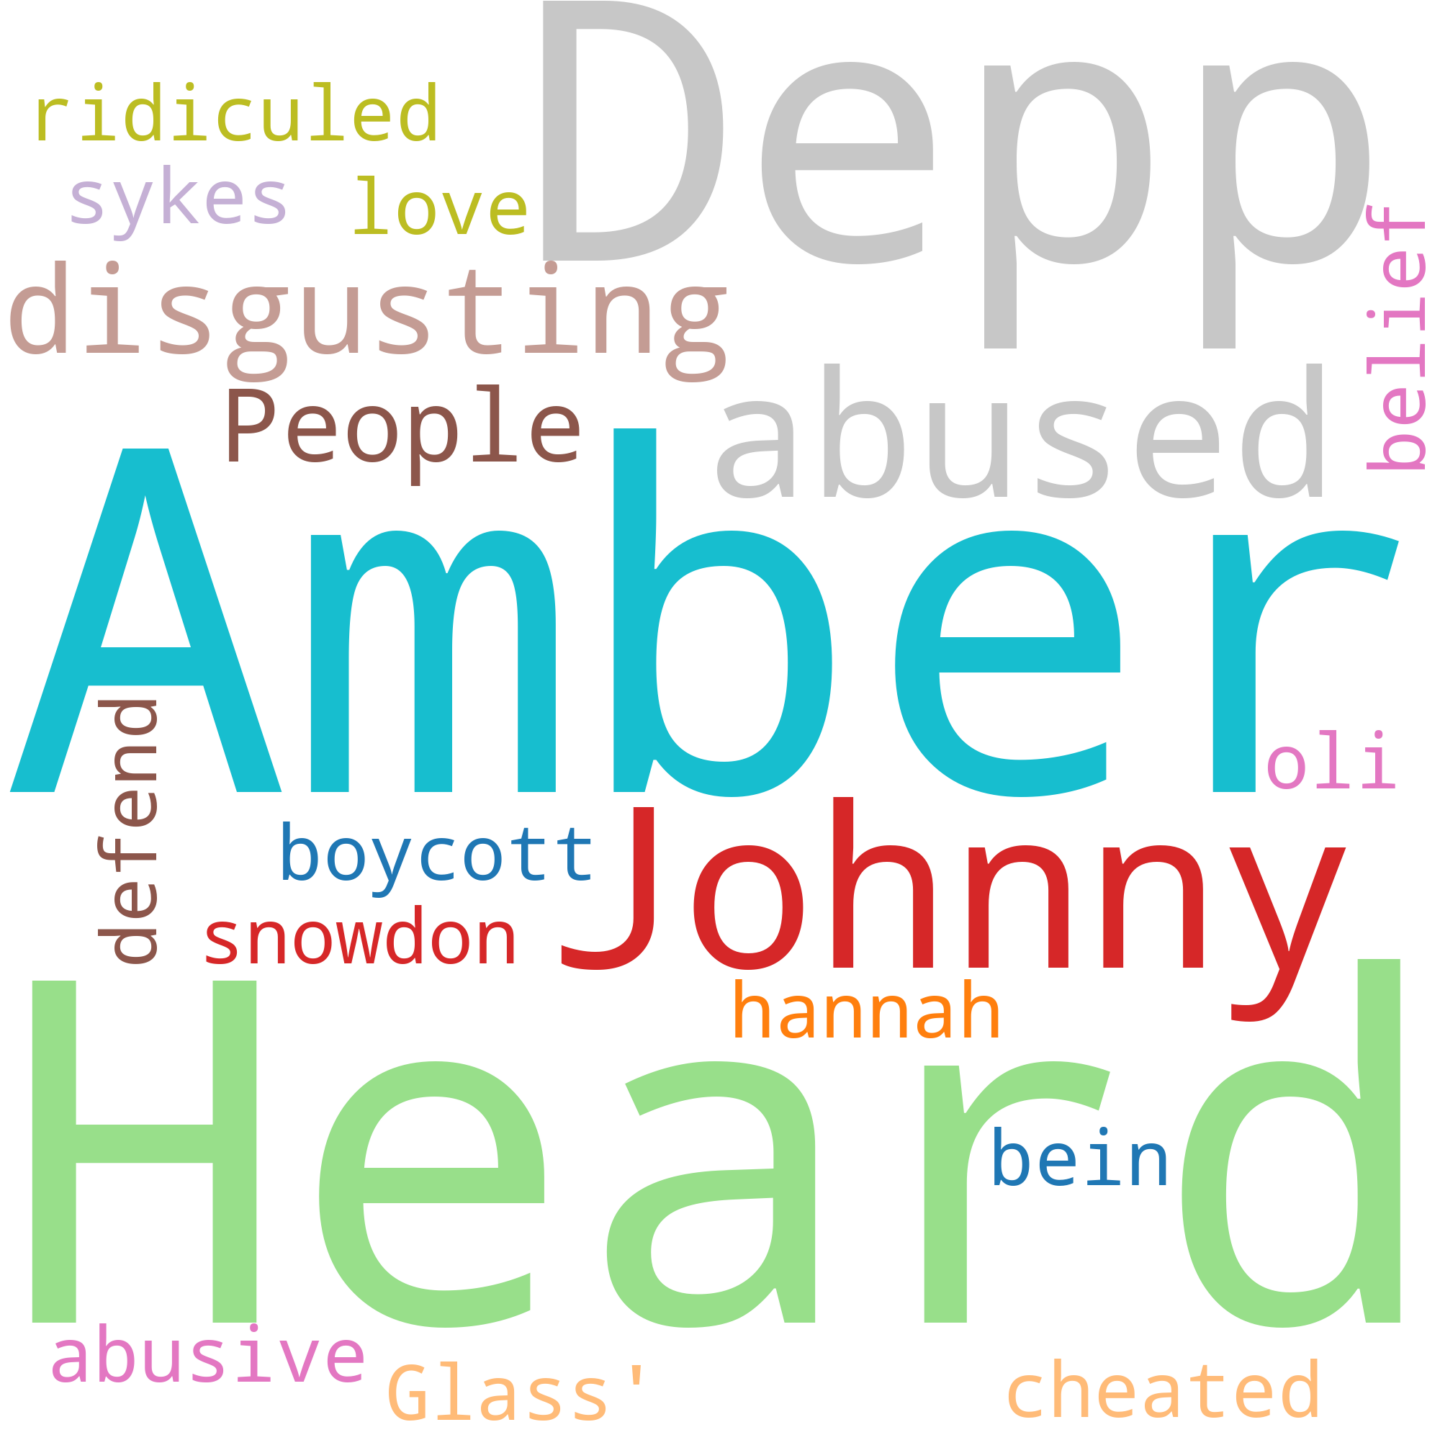 Depp
ridiculed
sykes
love
belief
disgusting
abused
People
Amber
defend
oli
boycott
Johnny
snowdon
hannah
Heard
bein
abusive
Glass'
cheated